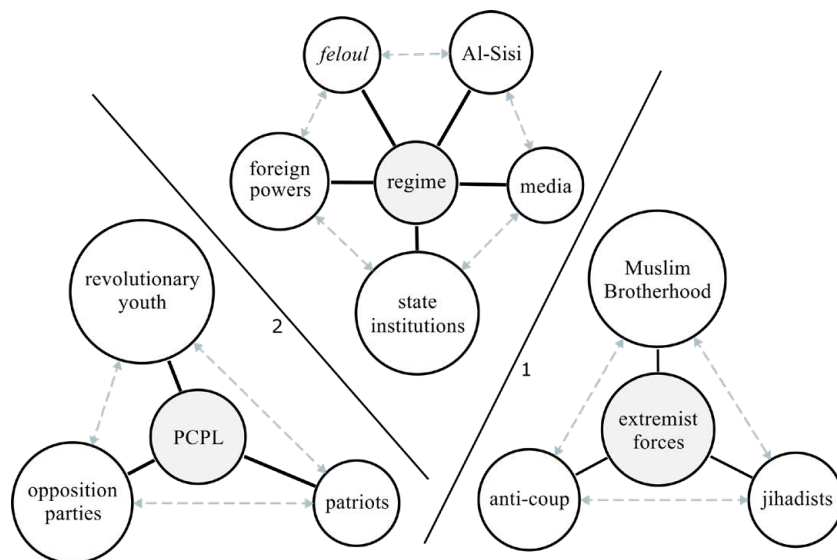 feloul
Al-Sisi
foreign
powers
regime
media
state
institutions
revolutionary
youth
2
PCPL
opposition
parties
patriots
1
Muslim
Brotherhood
extremist
forces
anti-coup
jihadists